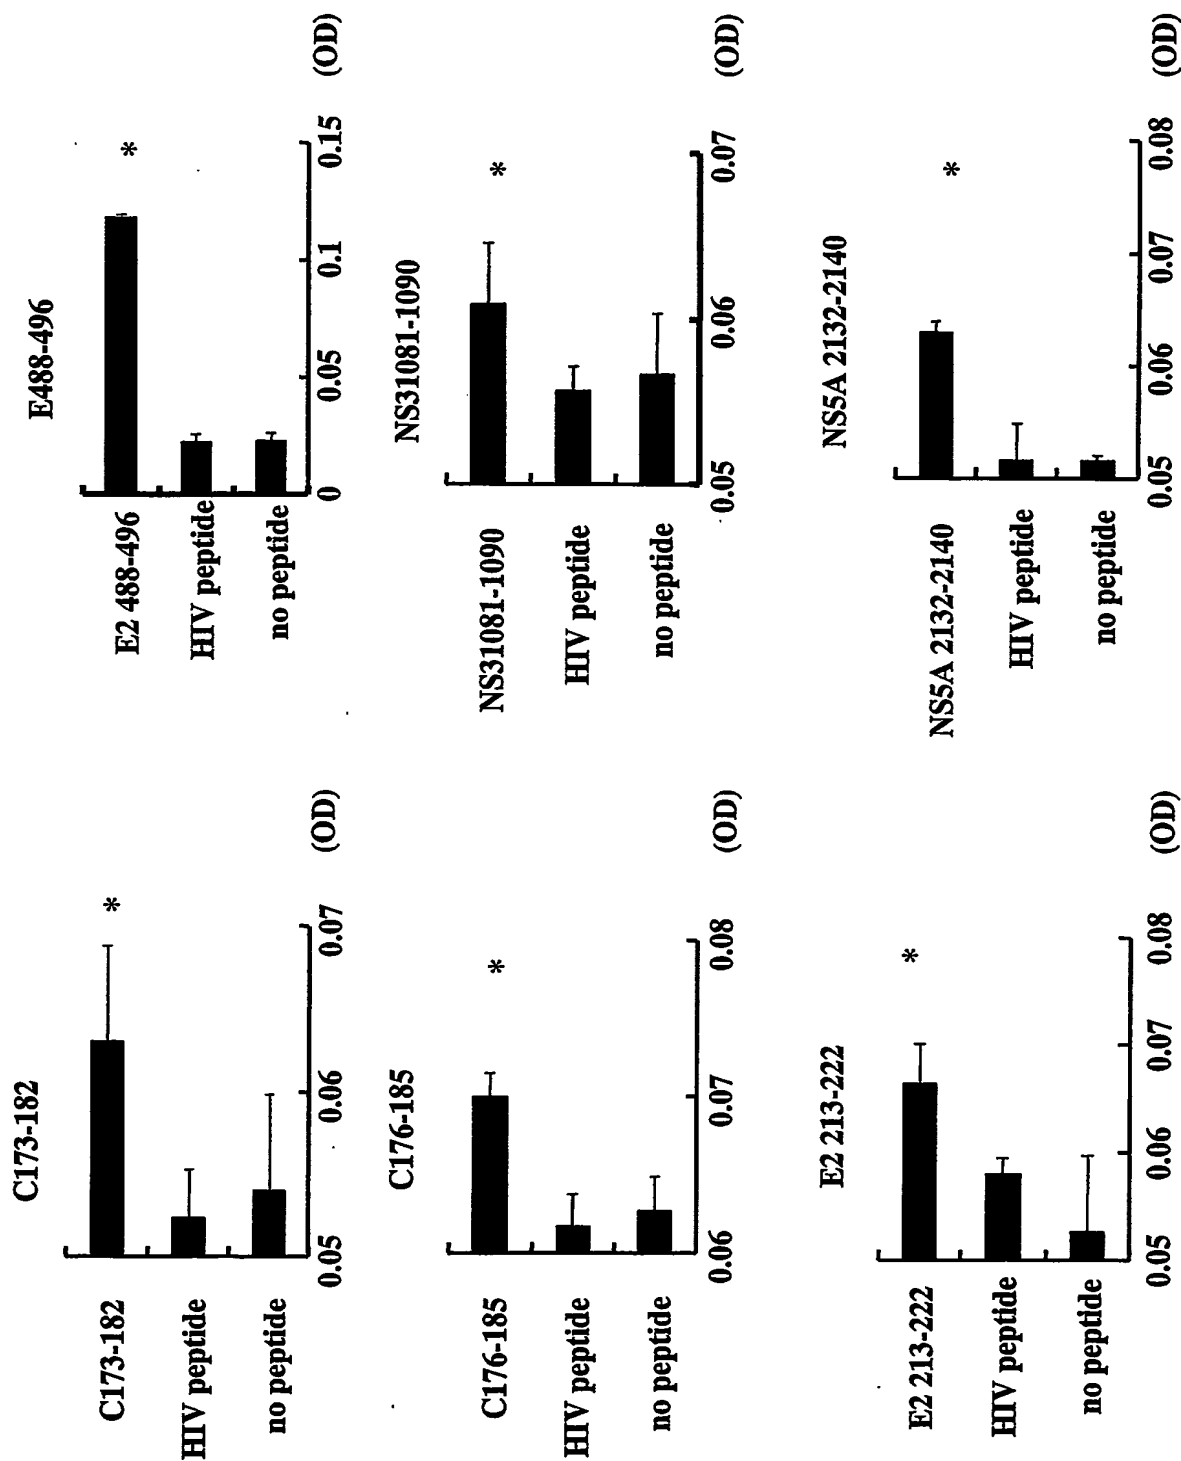 C173-182
C173-182
HIV peptide
no peptide
*
0.05
0.06
0.07
(OD)
E488-496
E2 488-496
HIV peptide
no peptide
*
0
0.05
0.1
0.15
(OD)
C176-185
C176-185
HIV peptide
no peptide
*
0.06
0.07
0.08
(OD)
NS31081-1090
NS31081-1090
HIV peptide
no peptide
*
0.05
0.06
0.07
(OD)
E2 213-222
E2 213-222
HIV peptide
no peptide
*
0.05
0.06
0.07
0.08
(OD)
NS5A 2132-2140
NS5A 2132-2140
HIV peptide
no peptide
*
0.05
0.06
0.07
0.08
(OD)